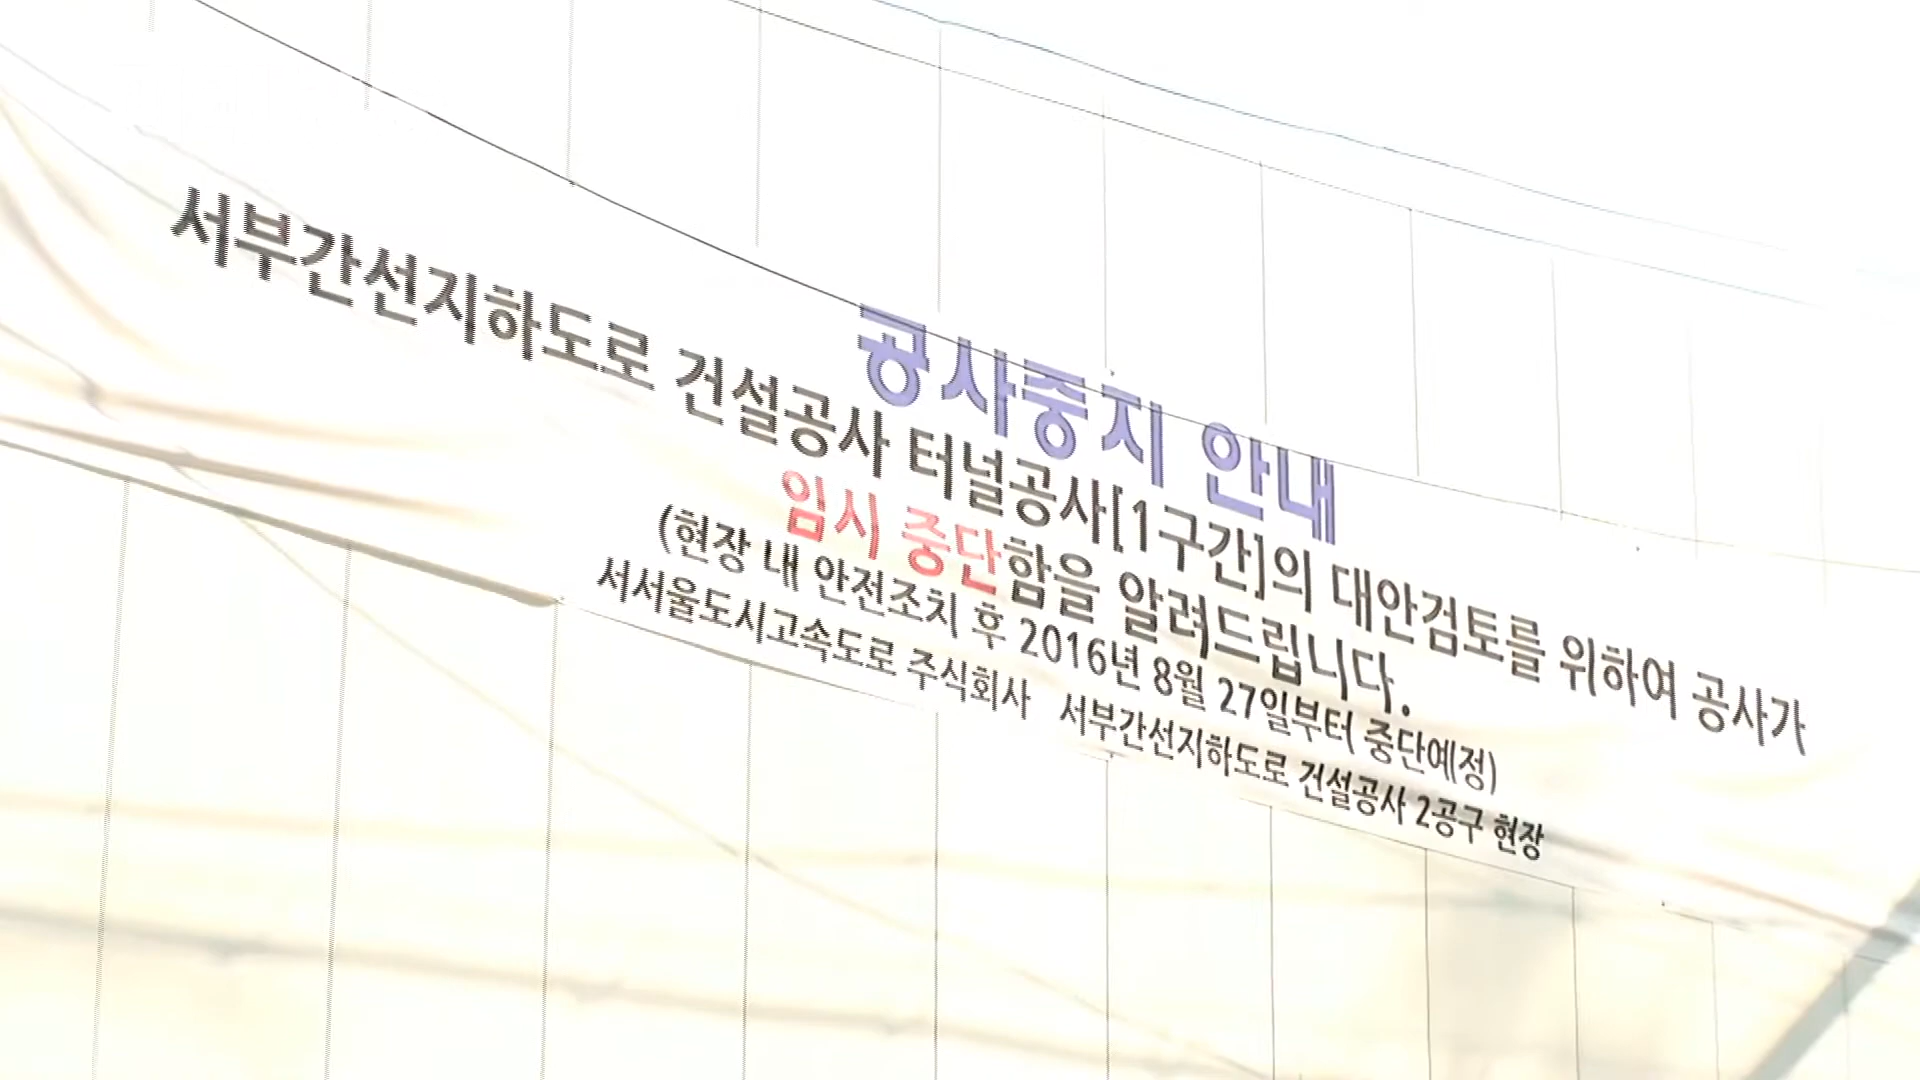 공사중지 안내
서부간선지하도로 건설공사 터널공사[1구간]의 대안검토를 위하여 공사가
임시 중단함을 알려드립니다.
(현장 내 안전조치 후 2016년 8월 27일부터 중단예정)
서서울도시고속도로 주식회사 서부간선지하도로 건설공사 2공구 현장